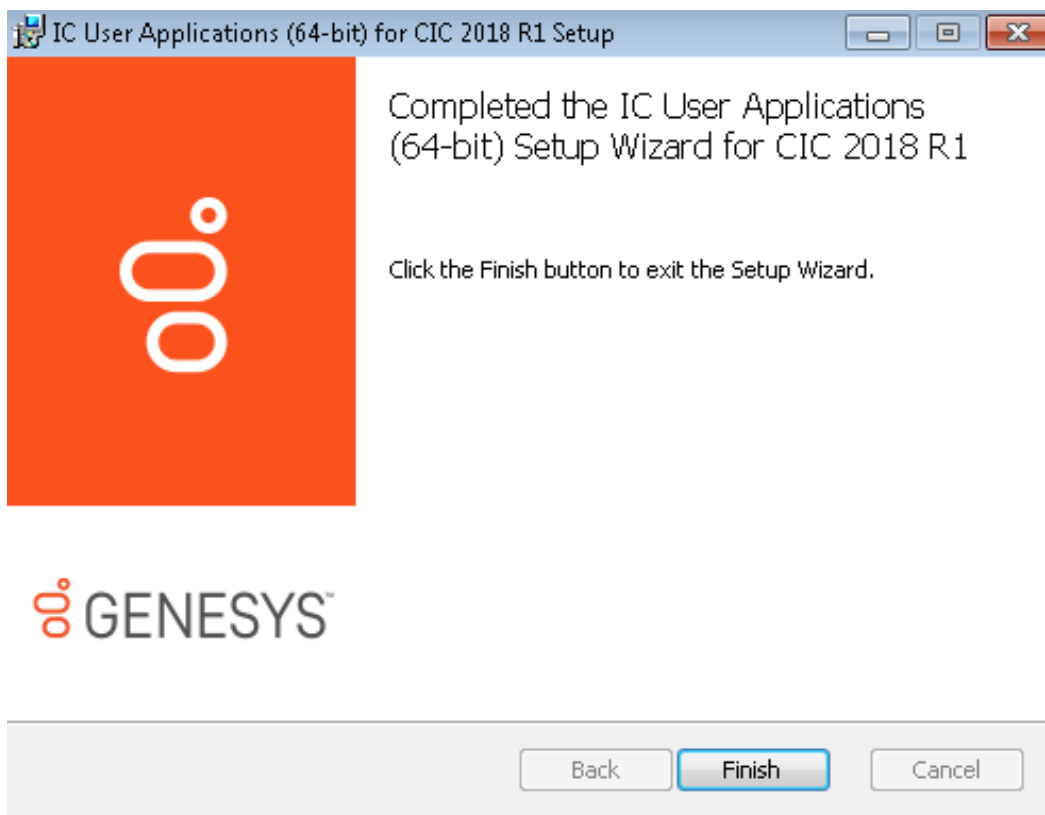 IC User Applications (64-bit) for CIC 2018 R1 Setup
Completed the IC User Applications
(64-bit) Setup Wizard for CIC 2018 R1
Click the Finish button to exit the Setup Wizard.
GENESYS™
Back
Finish
Cancel